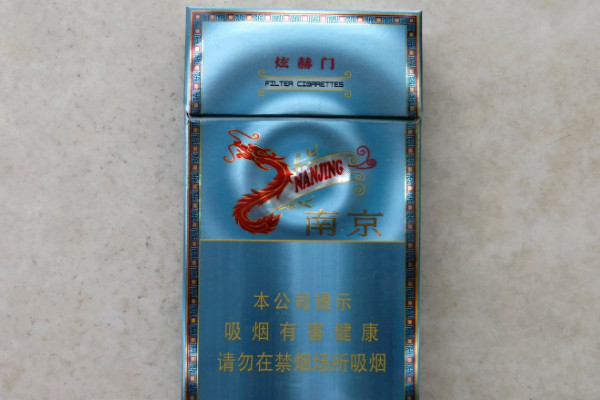 炫赫门
FILTER CIGARETTES
NANJING
南京
本公司提示
吸烟有害健康
请勿在禁烟场所吸烟